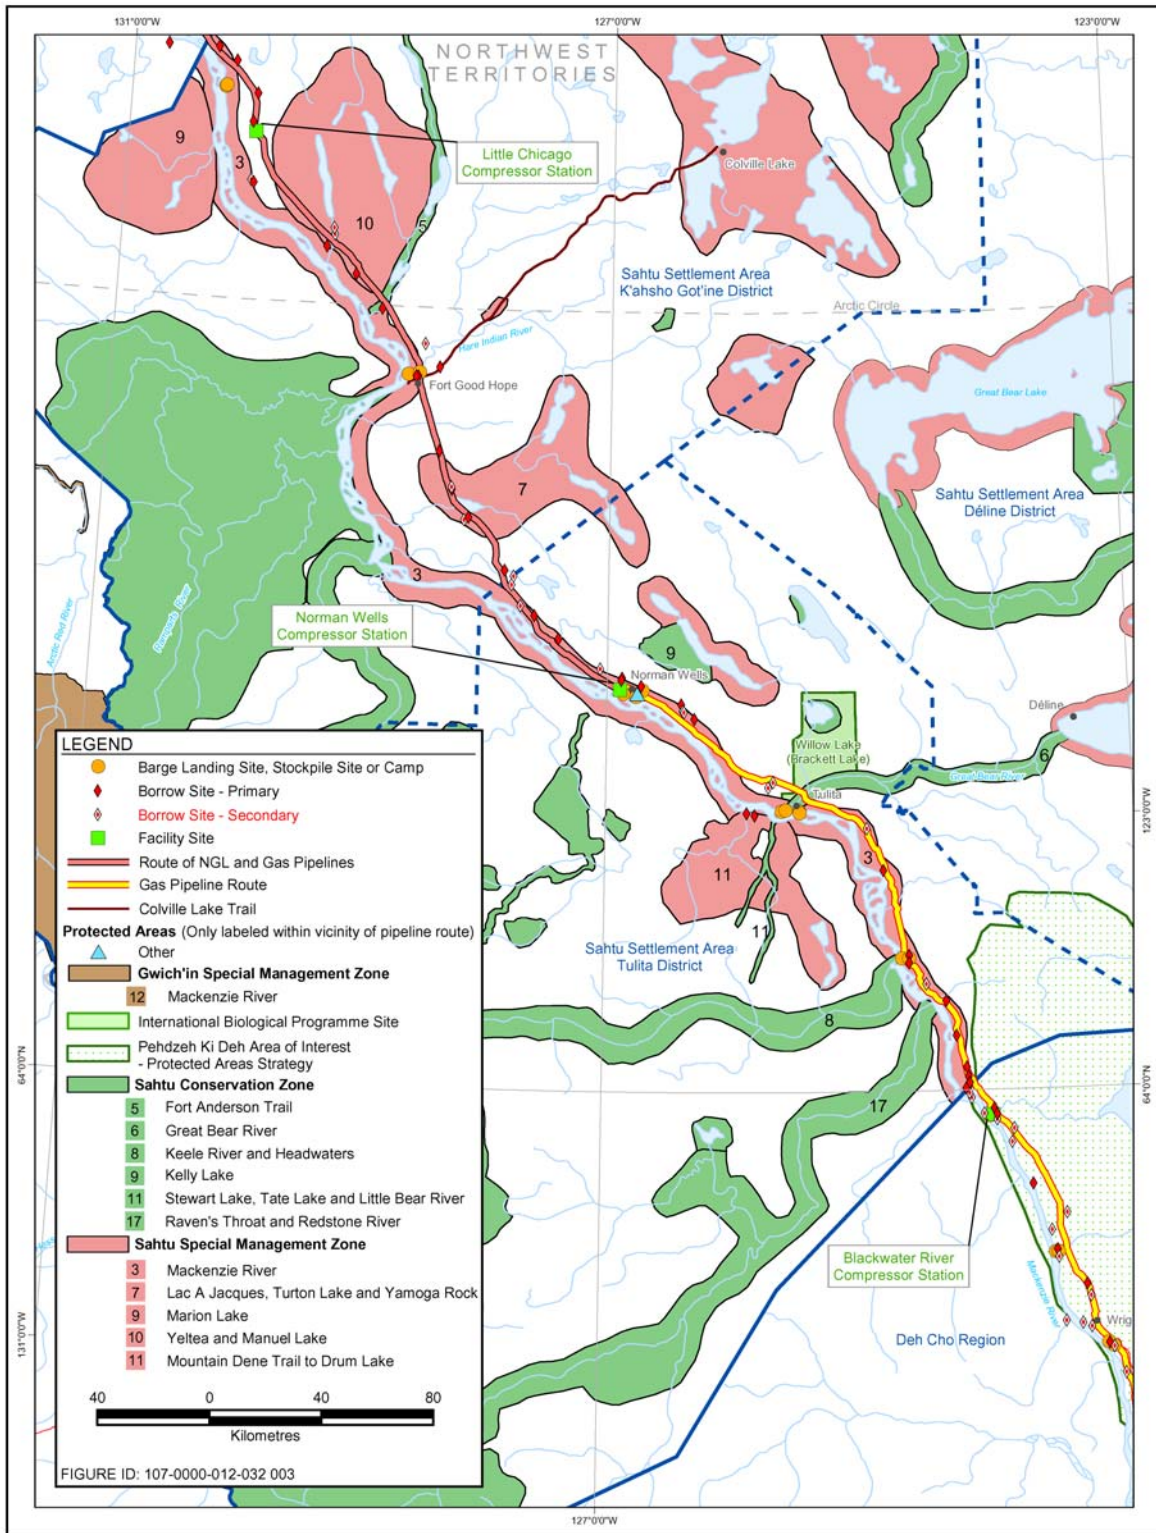 131°0'0"W
127°0'0"W
123°0'0"W
NORTHWEST
TERRITORIES
9
3
Little Chicago
Compressor Station
Colville Lake
10
5
Sahtu Settlement Area
K'ahsho Got'ine District
Arctic Circle
Hare Indian River
Fort Good Hope
Great Bear Lake
7
Sahtu Settlement Area
Déline District
3
Ramparts River
Arctic Red River
Norman Wells
Compressor Station
9
Norman Wells
Déline
Willow Lake
(Brackett Lake)
6
Great Bear River
Tulita
123°0'0"W
3
11
11
Sahtu Settlement Area
Tulita District
8
17
64°0'0"N
64°0'0"N
Blackwater River
Compressor Station
Mackenzie River
Wrig
Deh Cho Region
131°0'0"W
127°0'0"W
LEGEND
Barge Landing Site, Stockpile Site or Camp
Borrow Site - Primary
Borrow Site - Secondary
Facility Site
Route of NGL and Gas Pipelines
Gas Pipeline Route
Colville Lake Trail
Protected Areas (Only labeled within vicinity of pipeline route)
Other
Gwich'in Special Management Zone
12 Mackenzie River
International Biological Programme Site
Pehdzeh Ki Deh Area of Interest
- Protected Areas Strategy
Sahtu Conservation Zone
5 Fort Anderson Trail
6 Great Bear River
8 Keele River and Headwaters
9 Kelly Lake
11 Stewart Lake, Tate Lake and Little Bear River
17 Raven's Throat and Redstone River
Sahtu Special Management Zone
3 Mackenzie River
7 Lac A Jacques, Turton Lake and Yamoga Rock
9 Marion Lake
10 Yeltea and Manuel Lake
11 Mountain Dene Trail to Drum Lake
40 0 40 80
Kilometres
FIGURE ID: 107-0000-012-032 003